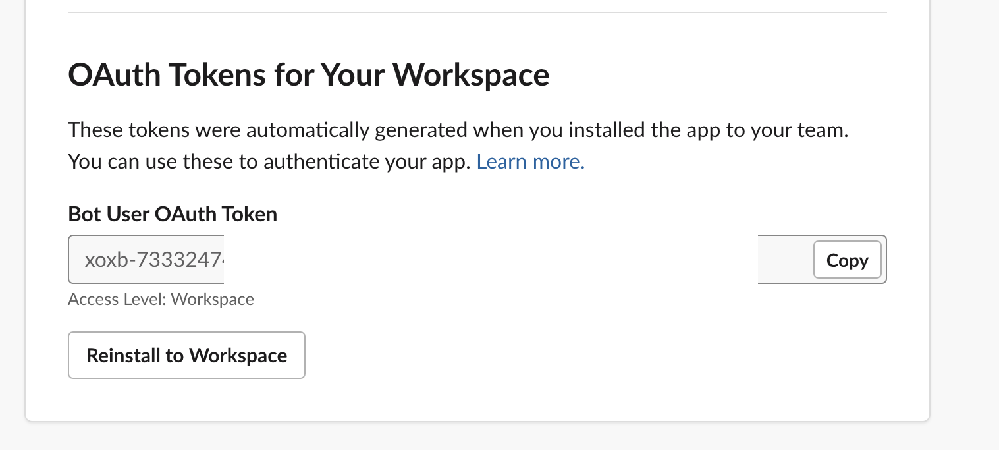 OAuth Tokens for Your Workspace
These tokens were automatically generated when you installed the app to your team.
You can use these to authenticate your app. Learn more.
Bot User OAuth Token
xoxb-7333247
Copy
Access Level: Workspace
Reinstall to Workspace